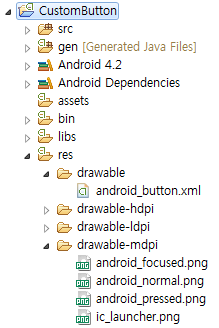 CustomButton
src
gen [Generated Java Files]
Android 4.2
Android Dependencies
assets
bin
libs
res
drawable
android_button.xml
drawable-hdpi
drawable-ldpi
drawable-mdpi
android_focused.png
android_normal.png
android_pressed.png
ic_launcher.png